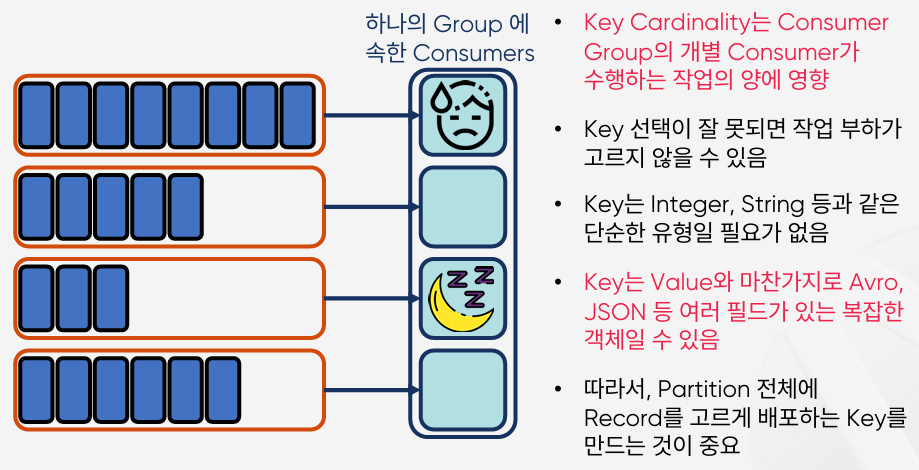 하나의 Group 에
속한 Consumers
• Key Cardinality는 Consumer
Group의 개별 Consumer가
수행하는 작업의 양에 영향
• Key 선택이 잘 못되면 작업 부하가
고르지 않을 수 있음
• Key는 Integer, String 등과 같은
단순한 유형일 필요가 없음
• Key는 Value와 마찬가지로 Avro,
JSON 등 여러 필드가 있는 복잡한
객체일 수 있음
• 따라서, Partition 전체에
Record를 고르게 배포하는 Key를
만드는 것이 중요
Z Z Z